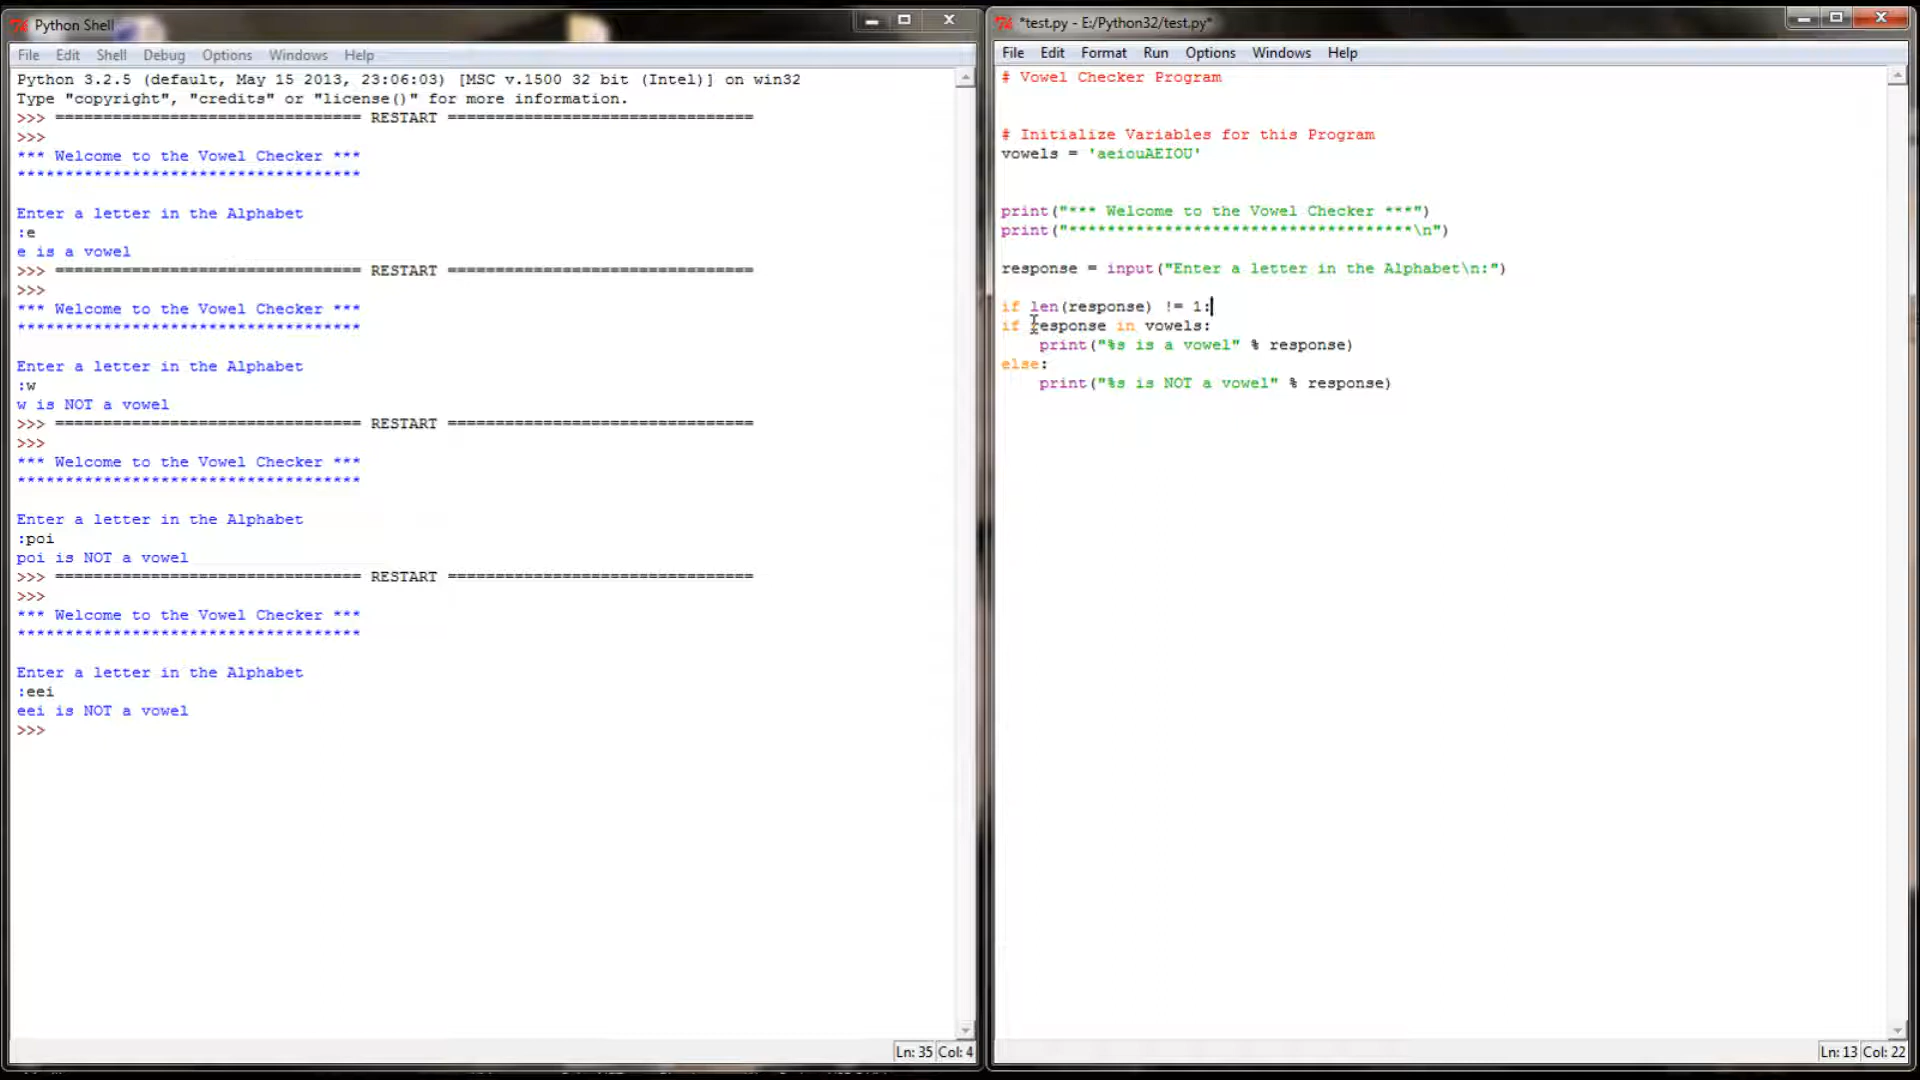 Python Shell
File Edit Shell Debug Options Windows Help
Python 3.2.5 (default, May 15 2013, 23:06:03) [MSC v.1500 32 bit (Intel)] on win32
Type "copyright", "credits" or "license()" for more information.
>>> ================================ RESTART ================================
>>>
*** Welcome to the Vowel Checker ***
************************************
Enter a letter in the Alphabet
:e
e is a vowel
>>> ================================ RESTART ================================
>>>
*** Welcome to the Vowel Checker ***
************************************
Enter a letter in the Alphabet
:w
w is NOT a vowel
>>> ================================ RESTART ================================
>>>
*** Welcome to the Vowel Checker ***
************************************
Enter a letter in the Alphabet
:poi
poi is NOT a vowel
>>> ================================ RESTART ================================
>>>
*** Welcome to the Vowel Checker ***
************************************
Enter a letter in the Alphabet
:eei
eei is NOT a vowel
>>>
Ln: 35 Col: 4
*test.py - E:/Python32/test.py*
File Edit Format Run Options Windows Help
# Vowel Checker Program
# Initialize Variables for this Program
vowels = 'aeiouAEIOU'
print("*** Welcome to the Vowel Checker ***")
print("************************************\n")
response = input("Enter a letter in the Alphabet\n:")
if len(response) != 1:
if response in vowels:
    print("%s is a vowel" % response)
else:
    print("%s is NOT a vowel" % response)
Ln: 13 Col: 22